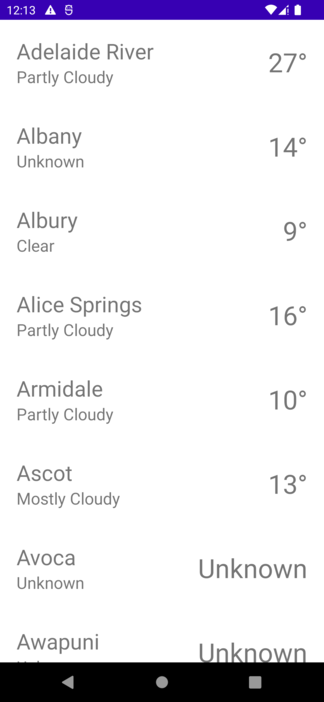 12:13
Adelaide River
Partly Cloudy
27°
Albany
Unknown
14°
Albury
Clear
9°
Alice Springs
Partly Cloudy
16°
Armidale
Partly Cloudy
10°
Ascot
Mostly Cloudy
13°
Avoca
Unknown
Unknown
Awapuni
Unknown